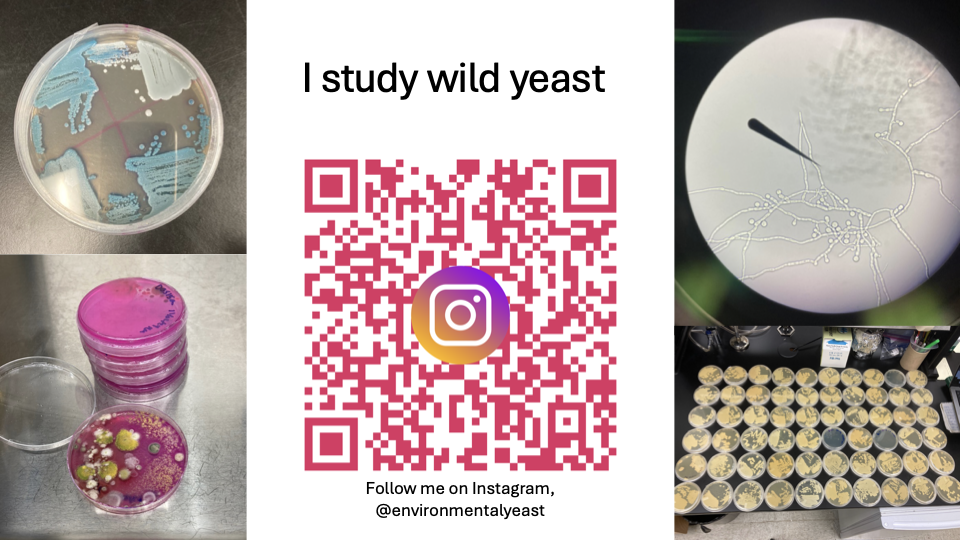 I study wild yeast
Follow me on Instagram,
@environmentalyeast